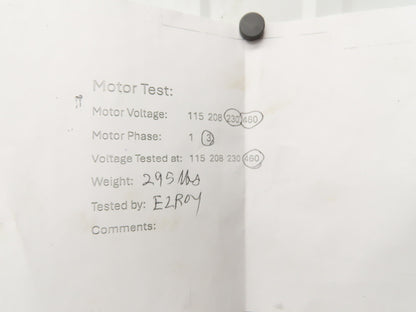 Motor Test:
Motor Voltage: 115 208 230 460
Motor Phase: 1 3
Voltage Tested at: 115 208 230 460
Weight: 295 lbs
Tested by: ELROY
Comments: